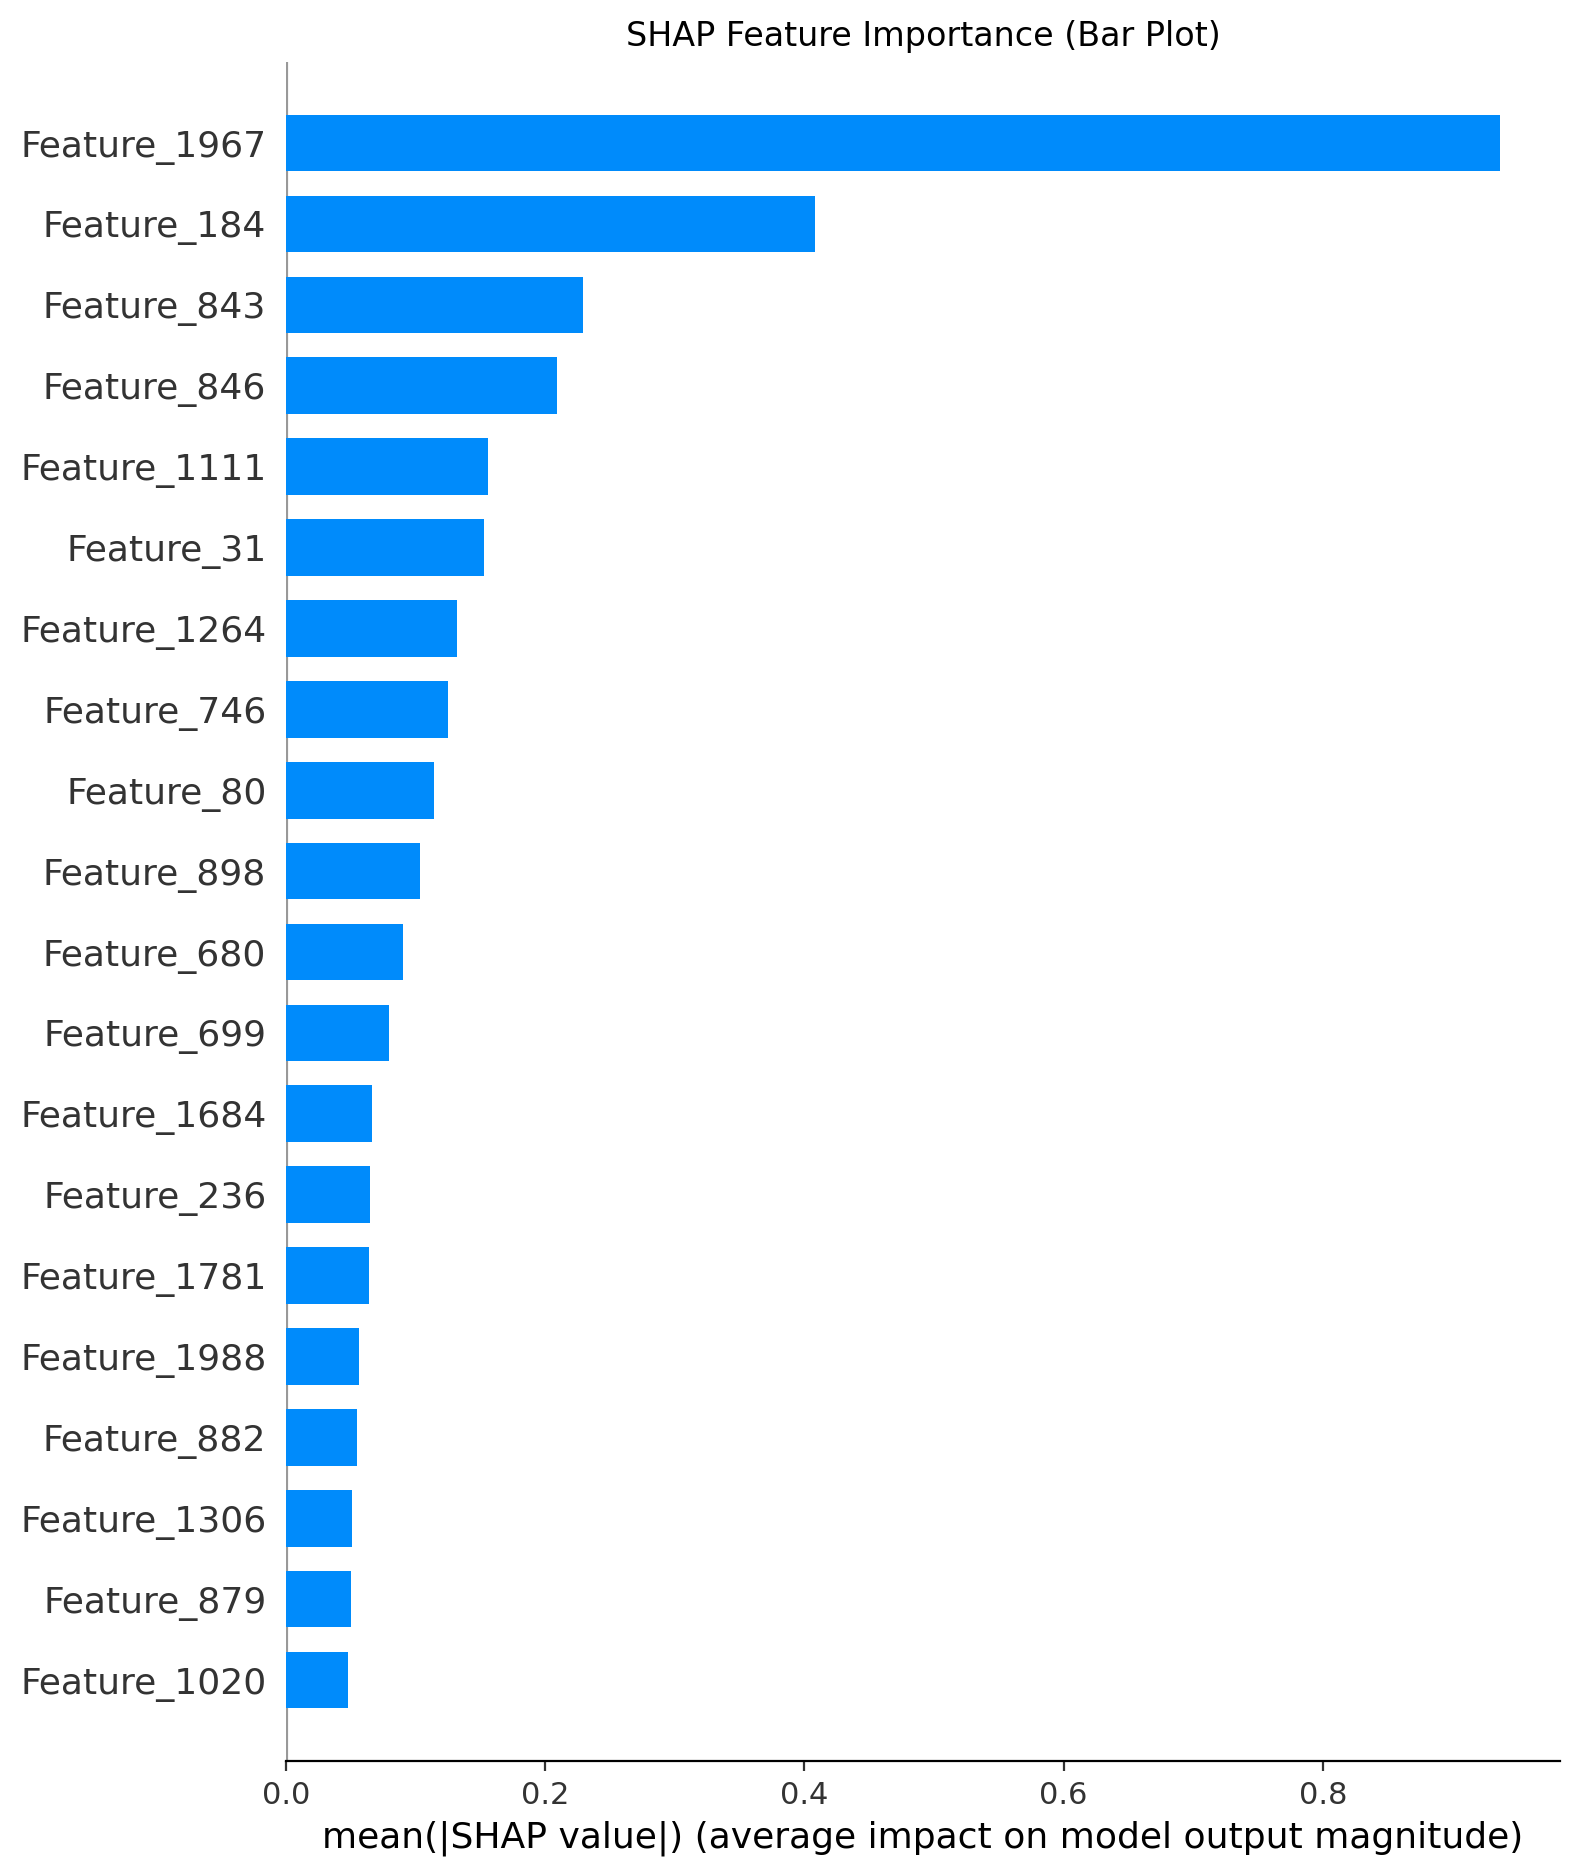 SHAP Feature Importance (Bar Plot)
Feature_1967
Feature_184
Feature_843
Feature_846
Feature_1111
Feature_31
Feature_1264
Feature_746
Feature_80
Feature_898
Feature_680
Feature_699
Feature_1684
Feature_236
Feature_1781
Feature_1988
Feature_882
Feature_1306
Feature_879
Feature_1020
0.0 0.2 0.4 0.6 0.8
mean(|SHAP value|) (average impact on model output magnitude)